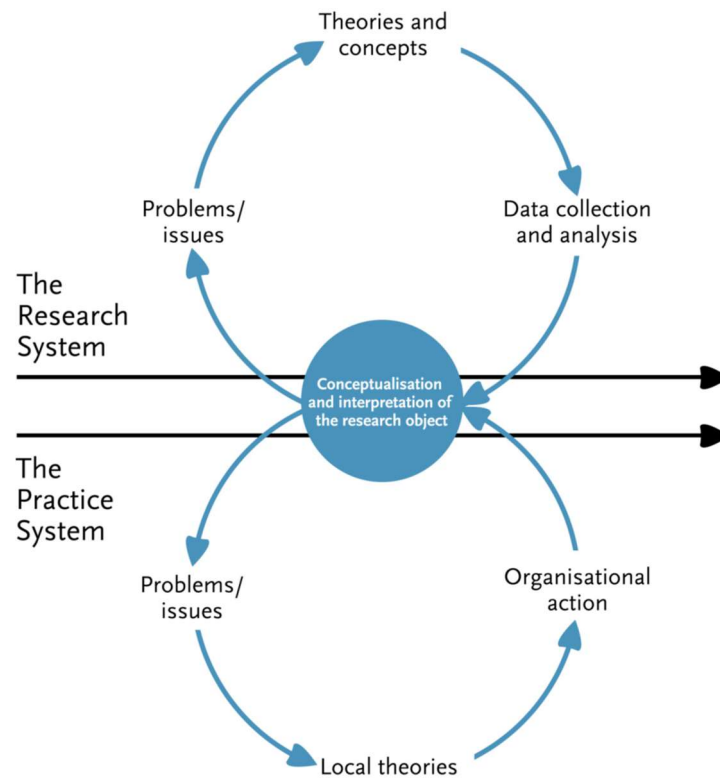 Theories and
concepts
Problems/
issues
Data collection
and analysis
The
Research
System
Conceptualisation
and interpretation of
the research object
The
Practice
System
Problems/
issues
Organisational
action
Local theories